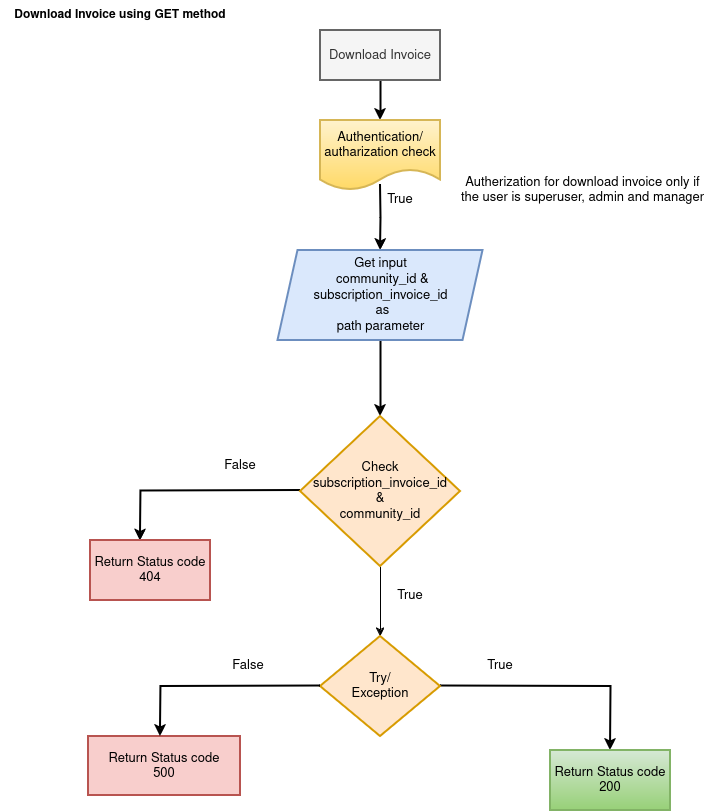 Download Invoice using GET method
Download Invoice
Authentication/
autharization check
Autherization for download invoice only if
the user is superuser, admin and manager
True
Get input
community_id &
subscription_invoice_id
as
path parameter
Check
subscription_invoice_id
&
community_id
False
Return Status code
404
True
Try/
Exception
False
True
Return Status code
500
Return Status code
200